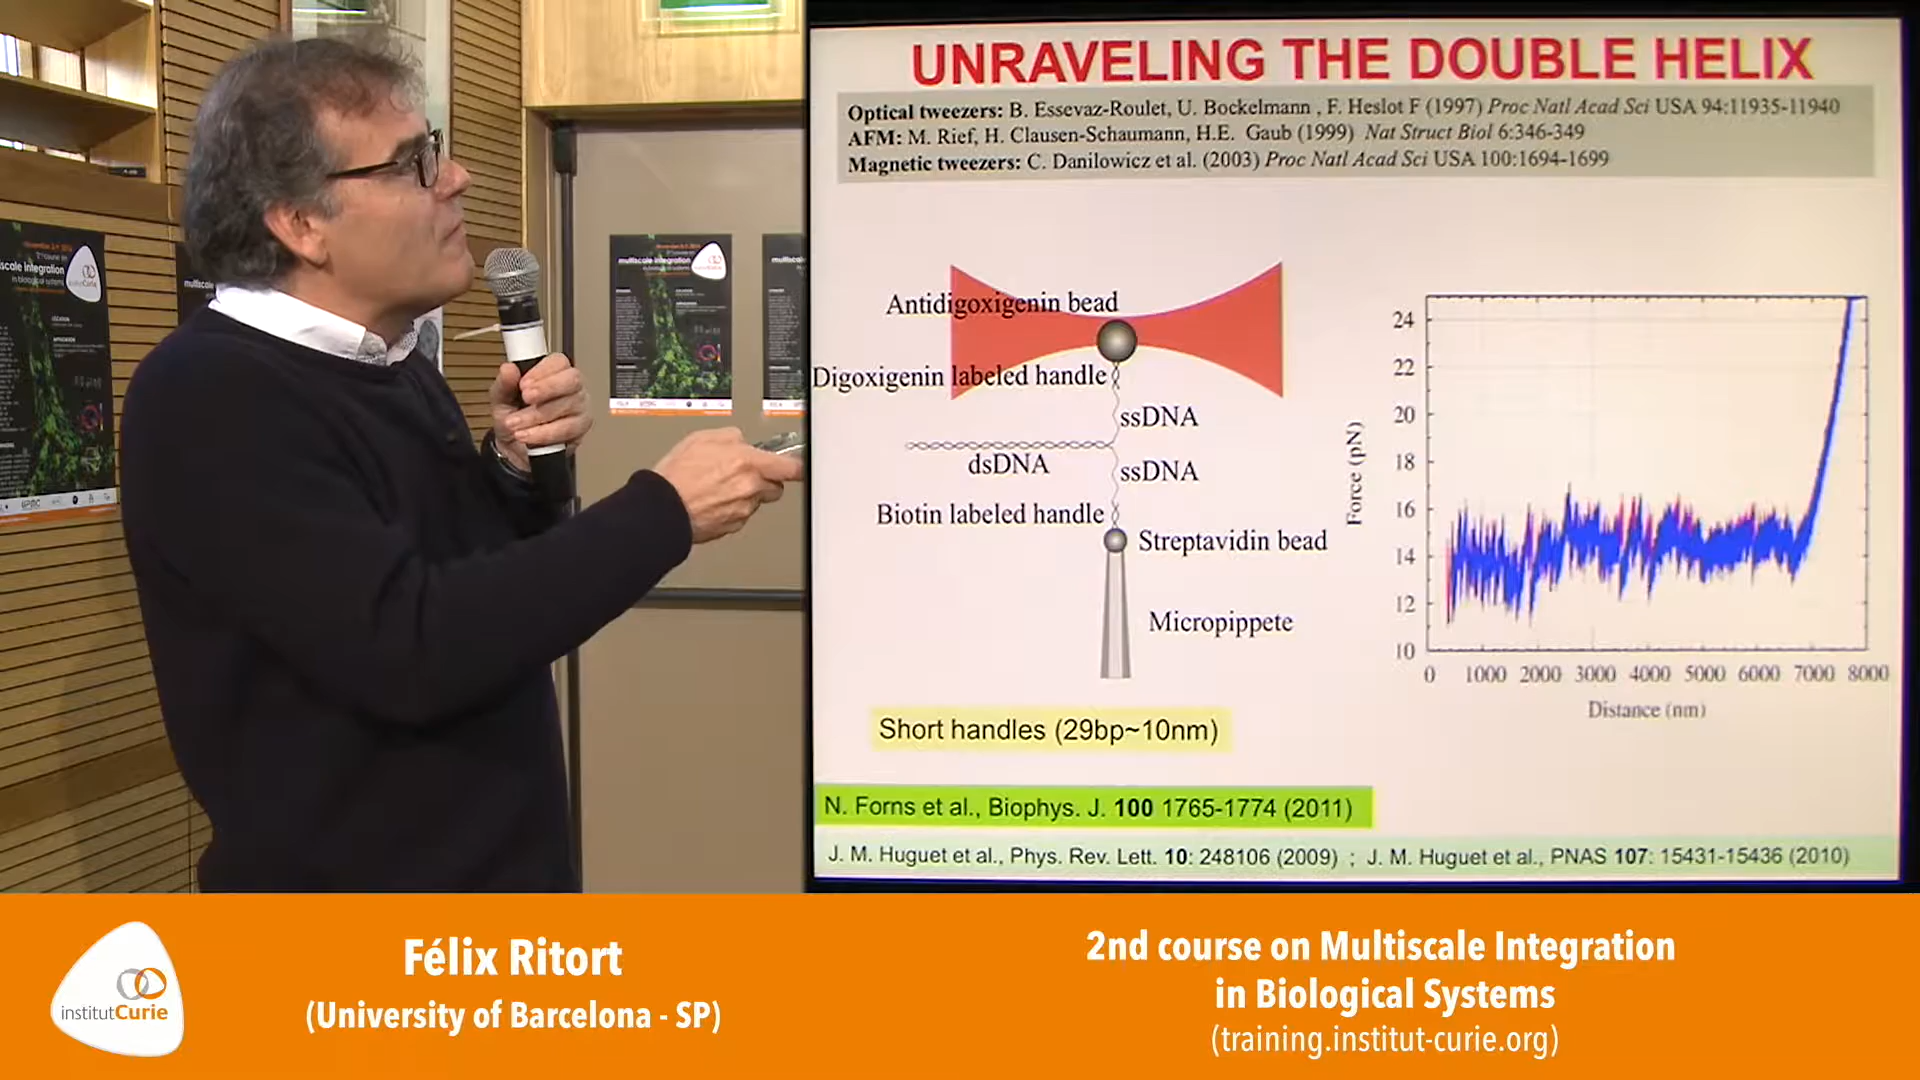 UNRAVELING THE DOUBLE HELIX
Optical tweezers: B. Essevaz-Roulet, U. Bockelmann , F. Heslot F (1997) Proc Natl Acad Sci USA 94:11935-11940
AFM: M. Rief, H. Clausen-Schaumann, H.E. Gaub (1999) Nat Struct Biol 6:346-349
Magnetic tweezers: C. Danilowicz et al. (2003) Proc Natl Acad Sci USA 100:1694-1699
Antidigoxigenin bead
Digoxigenin labeled handle
ssDNA
dsDNA
ssDNA
Biotin labeled handle
Streptavidin bead
Micropippete
Force (pN)
24
22
20
18
16
14
12
10
0 1000 2000 3000 4000 5000 6000 7000 8000
Distance (nm)
Short handles (29bp~10nm)
N. Forns et al., Biophys. J. 100 1765-1774 (2011)
J. M. Huguet et al., Phys. Rev. Lett. 10: 248106 (2009) ; J. M. Huguet et al., PNAS 107: 15431-15436 (2010)
multiscale integration
in biological systems
institutCurie
Félix Ritort
(University of Barcelona - SP)
2nd course on Multiscale Integration
in Biological Systems
(training.institut-curie.org)